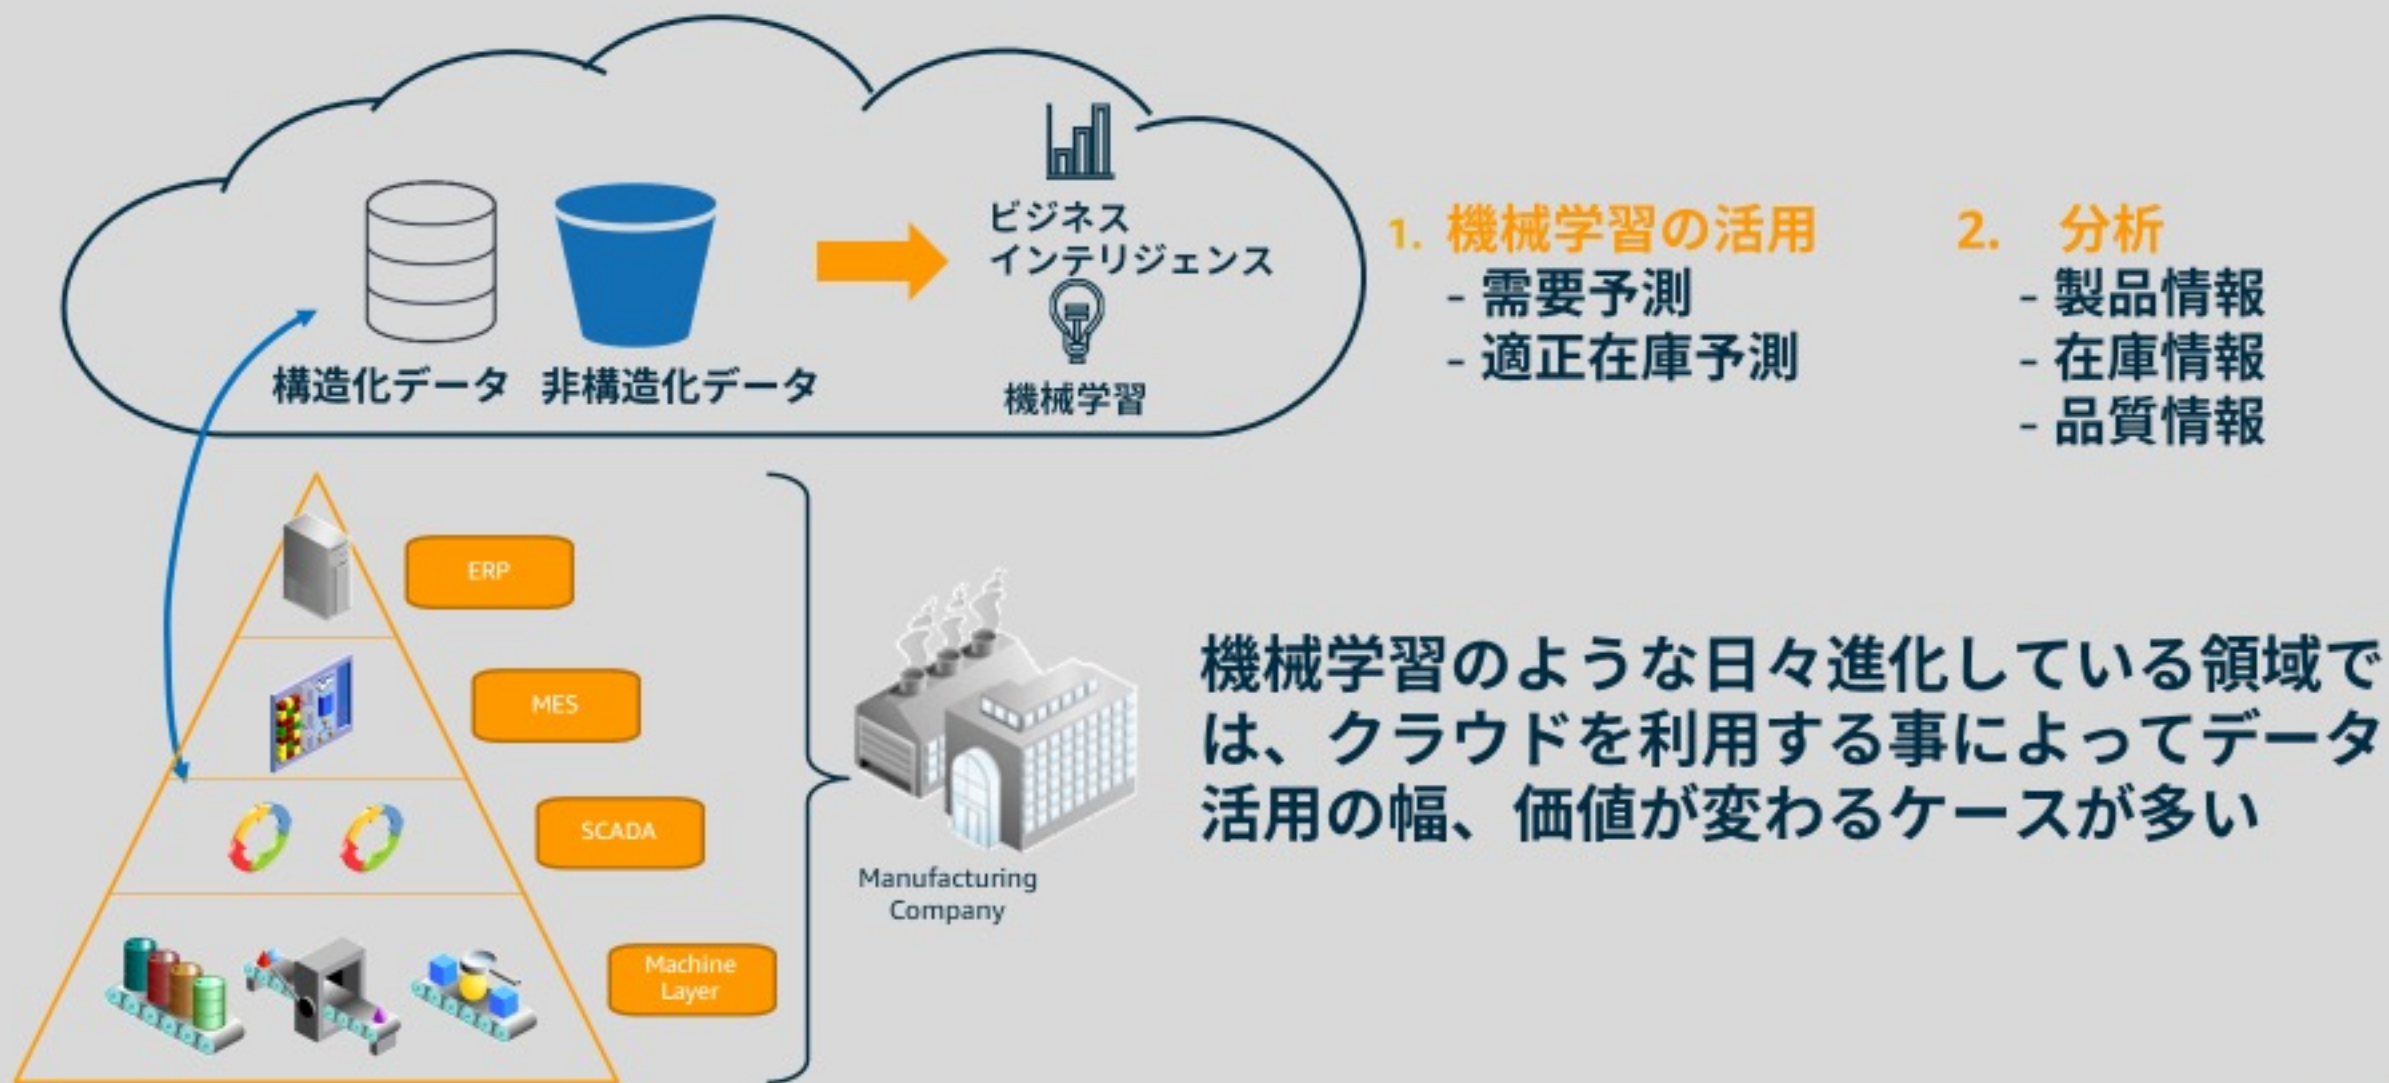 ビジネス
インテリジェンス
構造化データ
非構造化データ
機械学習
1. 機械学習の活用
- 需要予測
- 適正在庫予測
2. 分析
- 製品情報
- 在庫情報
- 品質情報
ERP
MES
SCADA
Machine
Layer
Manufacturing
Company
機械学習のような日々進化している領域で
は、クラウドを利用する事によってデータ
活用の幅、価値が変わるケースが多い